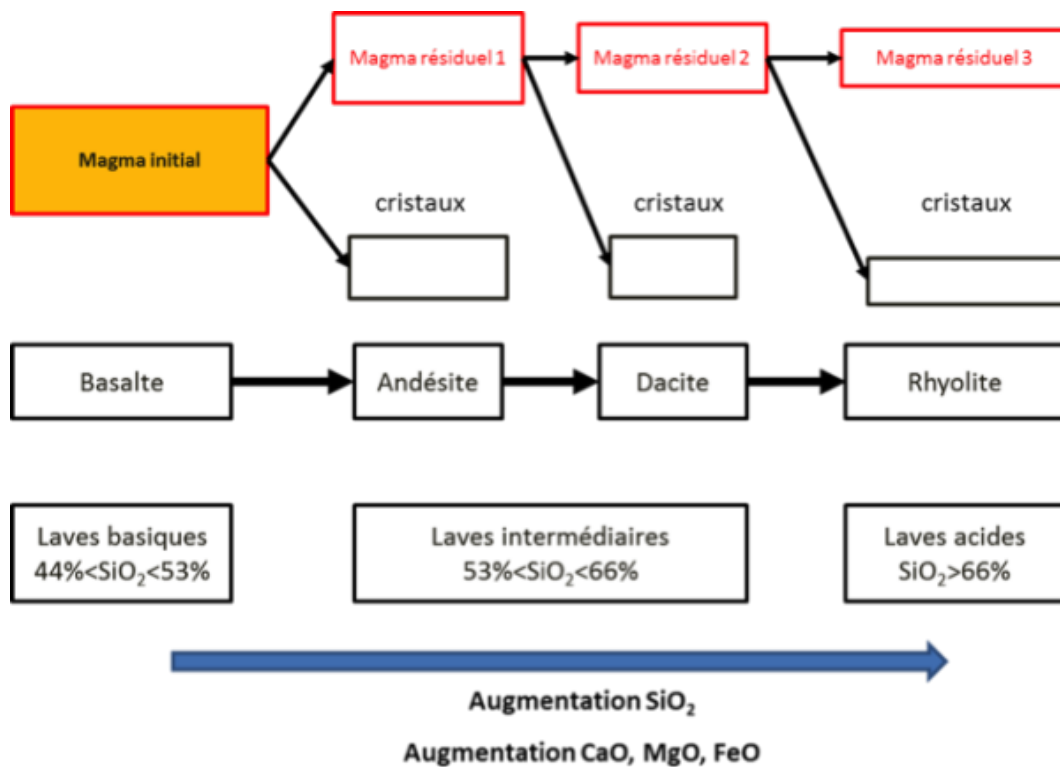 Magma résiduel 1
Magma résiduel 2
Magma résiduel 3
Magma initial
cristaux
cristaux
cristaux
Basalte
Andésite
Dacite
Rhyolite
Laves basiques
44%<SiO₂<53%
Laves intermédiaires
53%<SiO₂<66%
Laves acides
SiO₂>66%
Augmentation SiO₂
Augmentation CaO, MgO, FeO